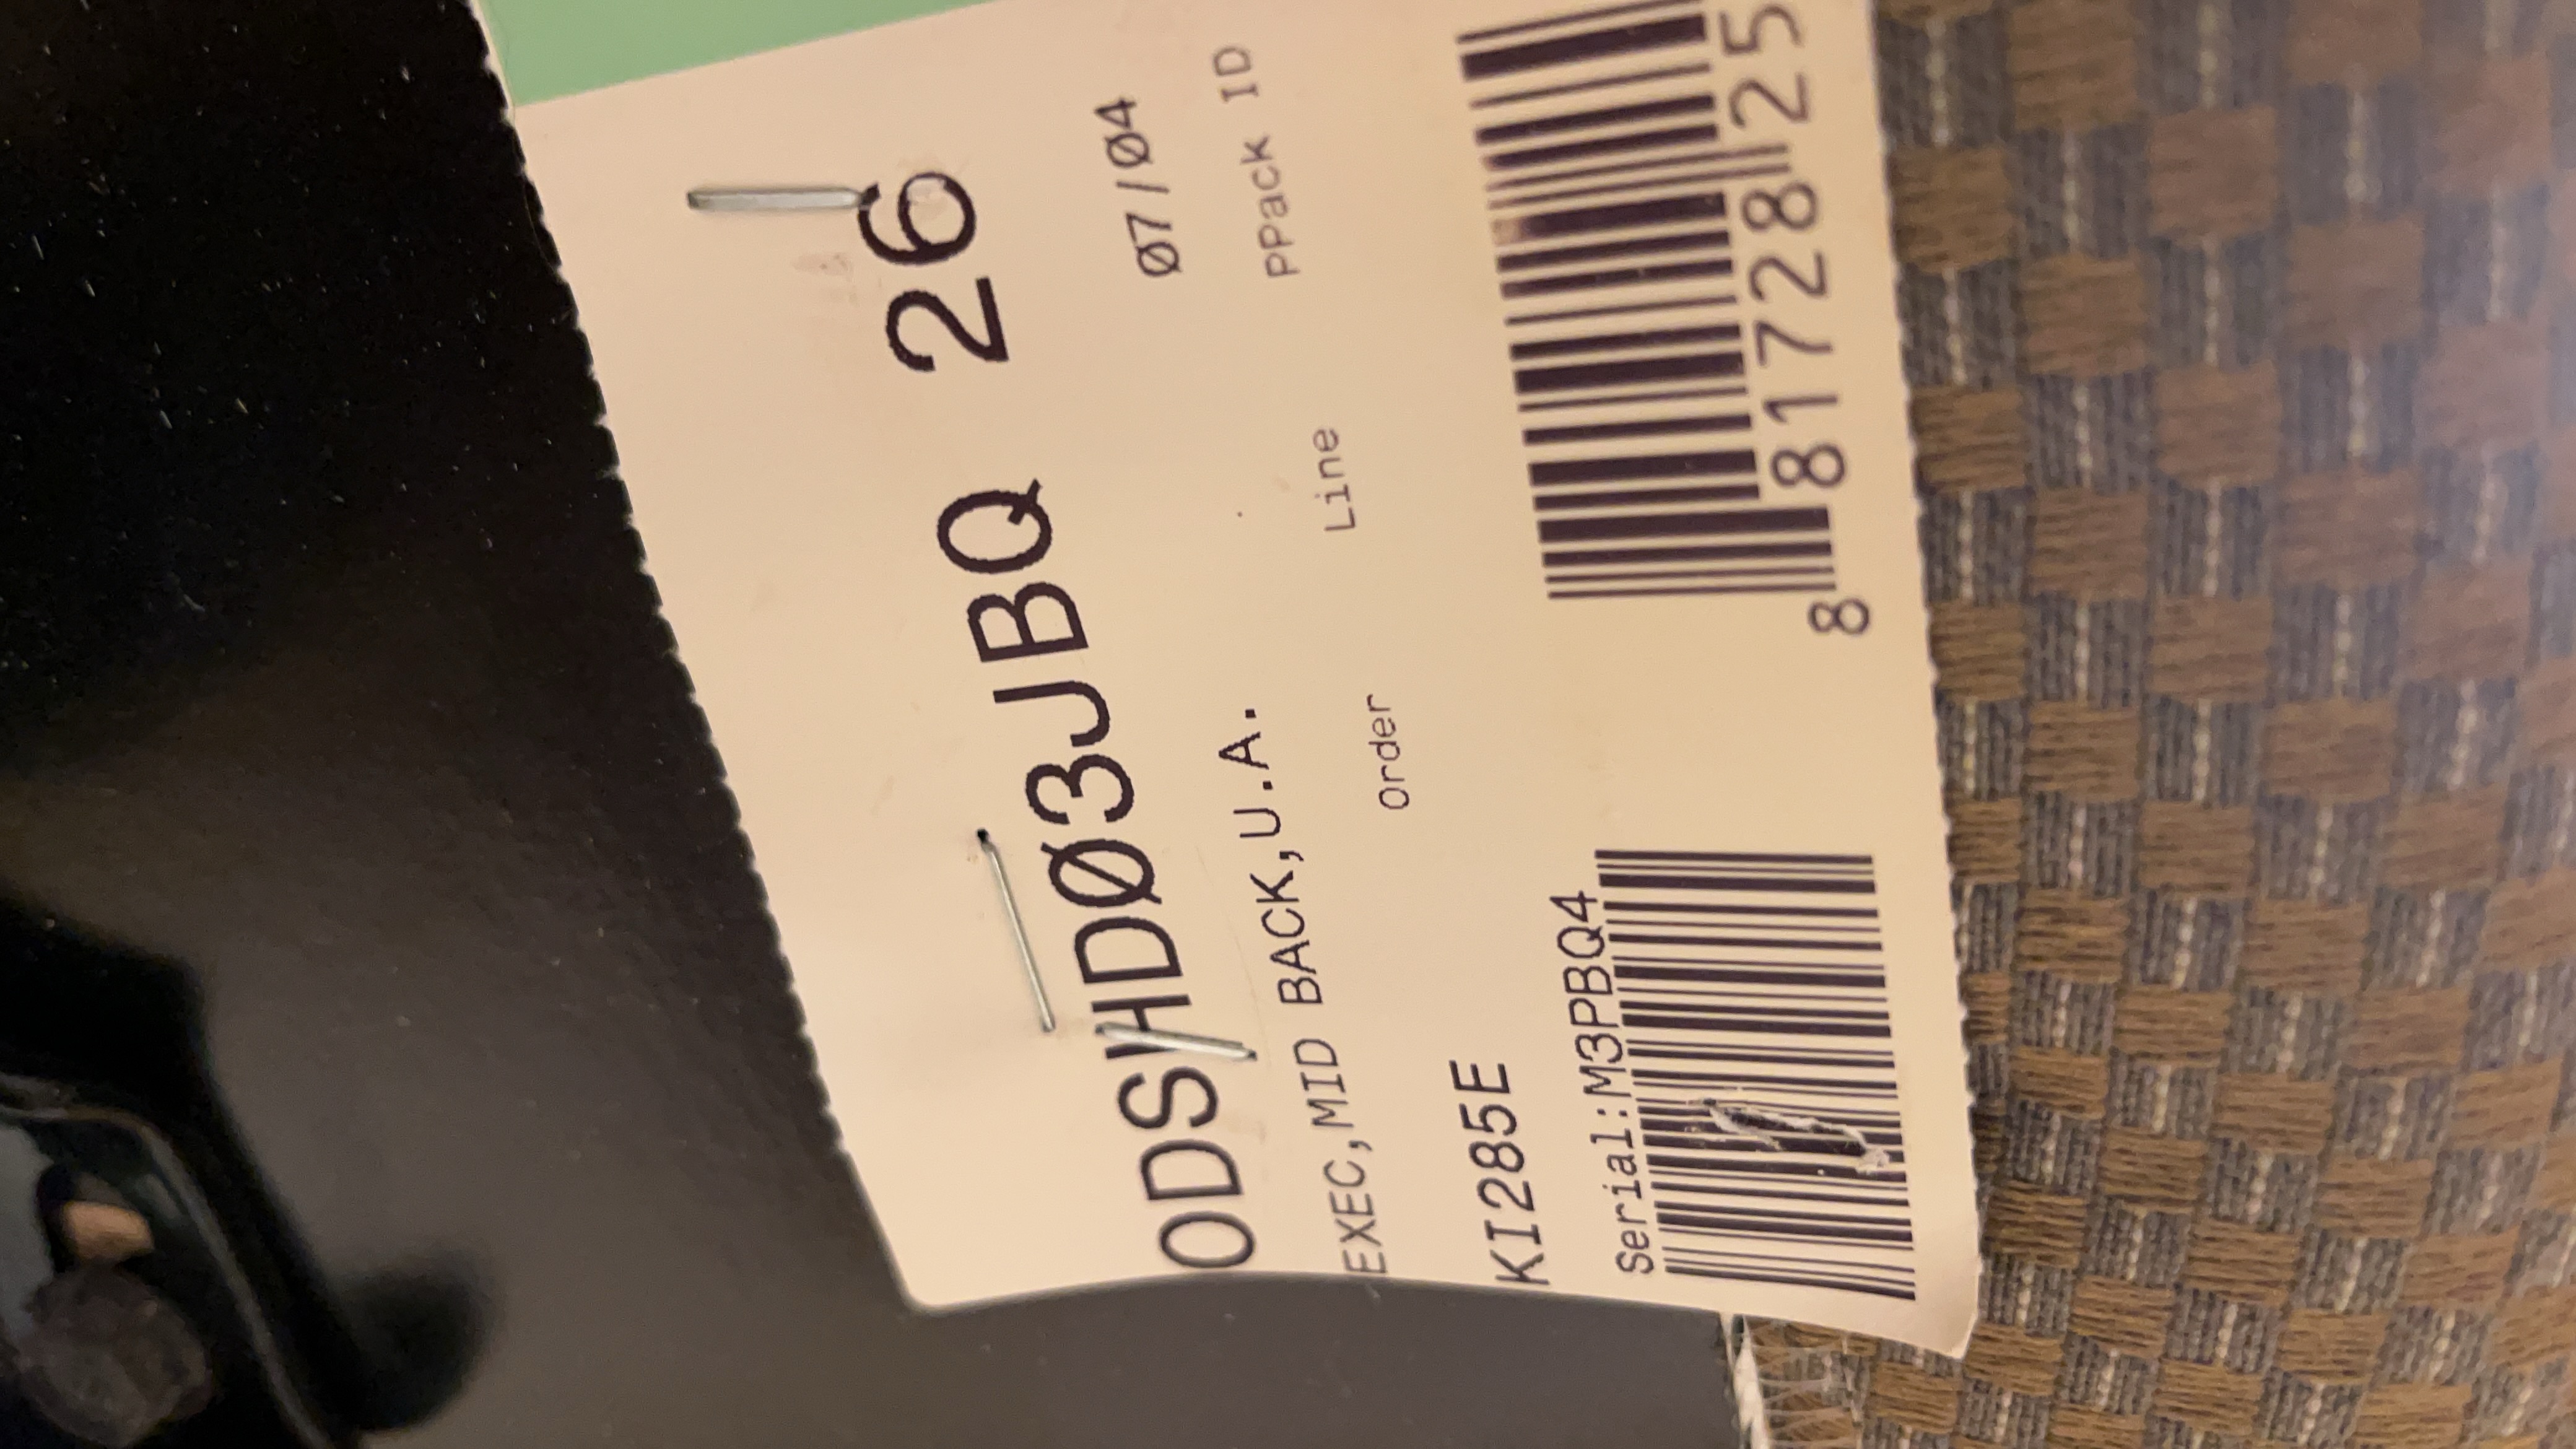 ODSHDØ3JBQ 26
Ø7/Ø4
EXEC,MID BACK,U.A.
Order Line PPack ID
KI285E
Serial:M3PBQ4
8 81728 25